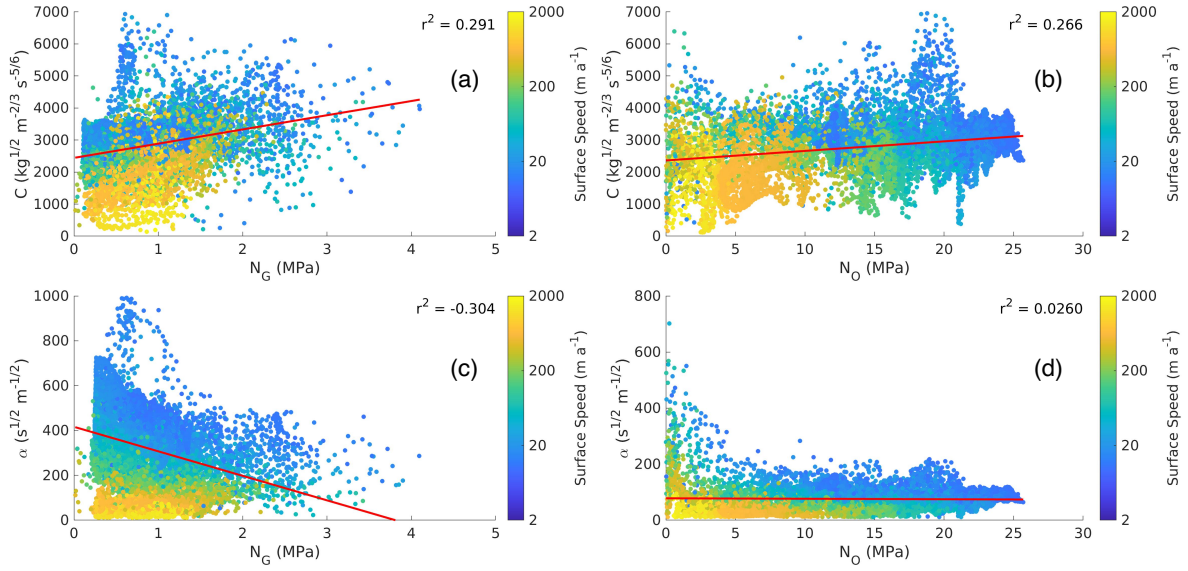 r² = 0.291
(a)
7000
6000
5000
4000
3000
2000
1000
0
C (kg^1/2 m^-2/3 s^-5/6)
0 1 2 3 4 5
N_G (MPa)
2000
200
20
2
Surface Speed (m a^-1)
r² = 0.266
(b)
7000
6000
5000
4000
3000
2000
1000
0
C (kg^1/2 m^-2/3 s^-5/6)
0 5 10 15 20 25 30
N_O (MPa)
2000
200
20
2
Surface Speed (m a^-1)
r² = -0.304
(c)
1000
800
600
400
200
0
α (s^1/2 m^-1/2)
0 1 2 3 4 5
N_G (MPa)
2000
200
20
2
Surface Speed (m a^-1)
r² = 0.0260
(d)
800
600
400
200
0
α (s^1/2 m^-1/2)
0 5 10 15 20 25 30
N_O (MPa)
2000
200
20
2
Surface Speed (m a^-1)